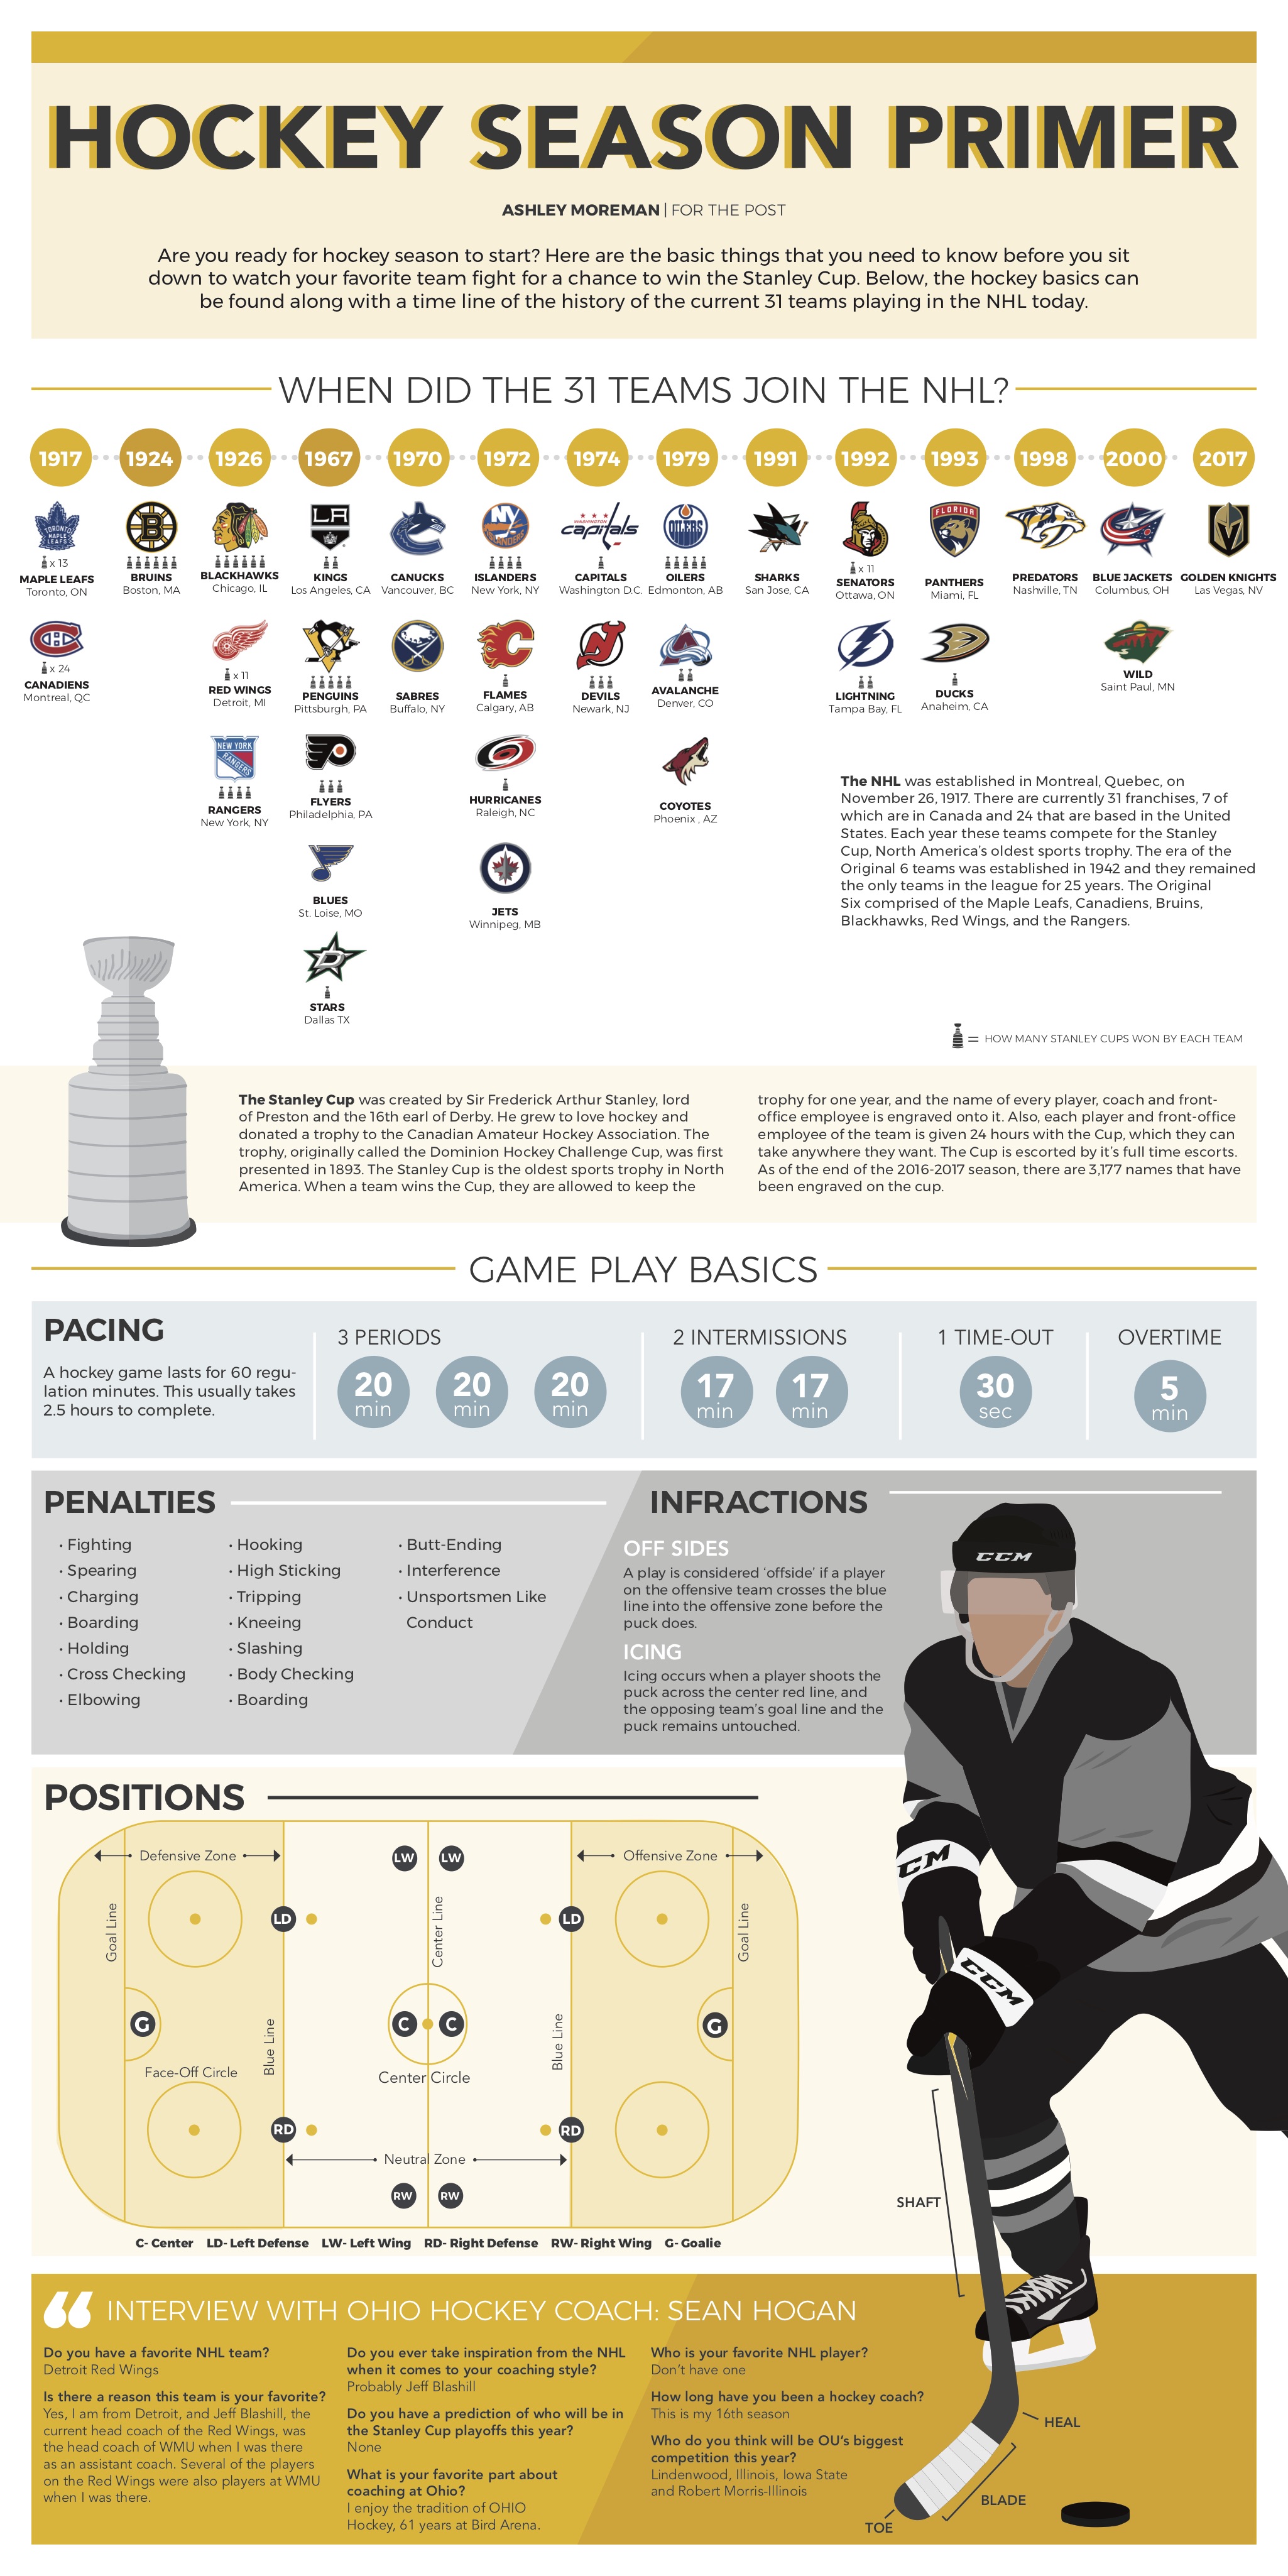 HOCKEY SEASON PRIMER
ASHLEY MOREMAN | FOR THE POST
Are you ready for hockey season to start? Here are the basic things that you need to know before you sit
down to watch your favorite team fight for a chance to win the Stanley Cup. Below, the hockey basics can
be found along with a time line of the history of the current 31 teams playing in the NHL today.
WHEN DID THE 31 TEAMS JOIN THE NHL?
1917 1924 1926 1967 1970 1972 1974 1979 1991 1992 1993 1998 2000 2017
TORONTO
MAPLE
LEAFS
x 13
MAPLE LEAFS
Toronto, ON
x 24
CANADIENS
Montreal, QC
B
BRUINS
Boston, MA
BLACKHAWKS
Chicago, IL
x 11
RED WINGS
Detroit, MI
NEW YORK
RANGERS
RANGERS
New York, NY
LA
KINGS
Los Angeles, CA
PENGUINS
Pittsburgh, PA
FLYERS
Philadelphia, PA
BLUES
St. Loise, MO
STARS
Dallas TX
CANUCKS
Vancouver, BC
SABRES
Buffalo, NY
NY
ISLANDERS
ISLANDERS
New York, NY
FLAMES
Calgary, AB
HURRICANES
Raleigh, NC
JETS
Winnipeg, MB
WASHINGTON
capitals
CAPITALS
Washington D.C.
DEVILS
Newark, NJ
OILERS
OILERS
Edmonton, AB
AVALANCHE
Denver, CO
COYOTES
Phoenix , AZ
SHARKS
San Jose, CA
x 11
SENATORS
Ottawa, ON
LIGHTNING
Tampa Bay, FL
FLORIDA
PANTHERS
Miami, FL
DUCKS
Anaheim, CA
PREDATORS
Nashville, TN
BLUE JACKETS
Columbus, OH
WILD
Saint Paul, MN
GOLDEN KNIGHTS
Las Vegas, NV
The NHL was established in Montreal, Quebec, on
November 26, 1917. There are currently 31 franchises, 7 of
which are in Canada and 24 that are based in the United
States. Each year these teams compete for the Stanley
Cup, North America's oldest sports trophy. The era of the
Original 6 teams was established in 1942 and they remained
the only teams in the league for 25 years. The Original
Six comprised of the Maple Leafs, Canadiens, Bruins,
Blackhawks, Red Wings, and the Rangers.
= HOW MANY STANLEY CUPS WON BY EACH TEAM
The Stanley Cup was created by Sir Frederick Arthur Stanley, lord
of Preston and the 16th earl of Derby. He grew to love hockey and
donated a trophy to the Canadian Amateur Hockey Association. The
trophy, originally called the Dominion Hockey Challenge Cup, was first
presented in 1893. The Stanley Cup is the oldest sports trophy in North
America. When a team wins the Cup, they are allowed to keep the
trophy for one year, and the name of every player, coach and front-
office employee is engraved onto it. Also, each player and front-office
employee of the team is given 24 hours with the Cup, which they can
take anywhere they want. The Cup is escorted by it's full time escorts.
As of the end of the 2016-2017 season, there are 3,177 names that have
been engraved on the cup.
GAME PLAY BASICS
PACING
A hockey game lasts for 60 regu-
lation minutes. This usually takes
2.5 hours to complete.
3 PERIODS
20 min
20 min
20 min
2 INTERMISSIONS
17 min
17 min
1 TIME-OUT
30 sec
OVERTIME
5 min
PENALTIES
· Fighting
· Spearing
· Charging
· Boarding
· Holding
· Cross Checking
· Elbowing
· Hooking
· High Sticking
· Tripping
· Kneeing
· Slashing
· Body Checking
· Boarding
· Butt-Ending
· Interference
· Unsportsmen Like
Conduct
INFRACTIONS
OFF SIDES
A play is considered 'offside' if a player
on the offensive team crosses the blue
line into the offensive zone before the
puck does.
ICING
Icing occurs when a player shoots the
puck across the center red line, and
the opposing team's goal line and the
puck remains untouched.
CCM
CM
CCM
POSITIONS
Defensive Zone
LW LW
Offensive Zone
Goal Line
LD
Center Line
LD
Goal Line
G
C C
G
Blue Line
Blue Line
Face-Off Circle
Center Circle
RD
RD
Neutral Zone
RW RW
C- Center LD- Left Defense LW- Left Wing RD- Right Defense RW- Right Wing G- Goalie
SHAFT
HEAL
BLADE
TOE
INTERVIEW WITH OHIO HOCKEY COACH: SEAN HOGAN
Do you have a favorite NHL team?
Detroit Red Wings
Is there a reason this team is your favorite?
Yes, I am from Detroit, and Jeff Blashill, the
current head coach of the Red Wings, was
the head coach of WMU when I was there
as an assistant coach. Several of the players
on the Red Wings were also players at WMU
when I was there.
Do you ever take inspiration from the NHL
when it comes to your coaching style?
Probably Jeff Blashill
Do you have a prediction of who will be in
the Stanley Cup playoffs this year?
None
What is your favorite part about
coaching at Ohio?
I enjoy the tradition of OHIO
Hockey, 61 years at Bird Arena.
Who is your favorite NHL player?
Don't have one
How long have you been a hockey coach?
This is my 16th season
Who do you think will be OU's biggest
competition this year?
Lindenwood, Illinois, Iowa State
and Robert Morris-Illinois